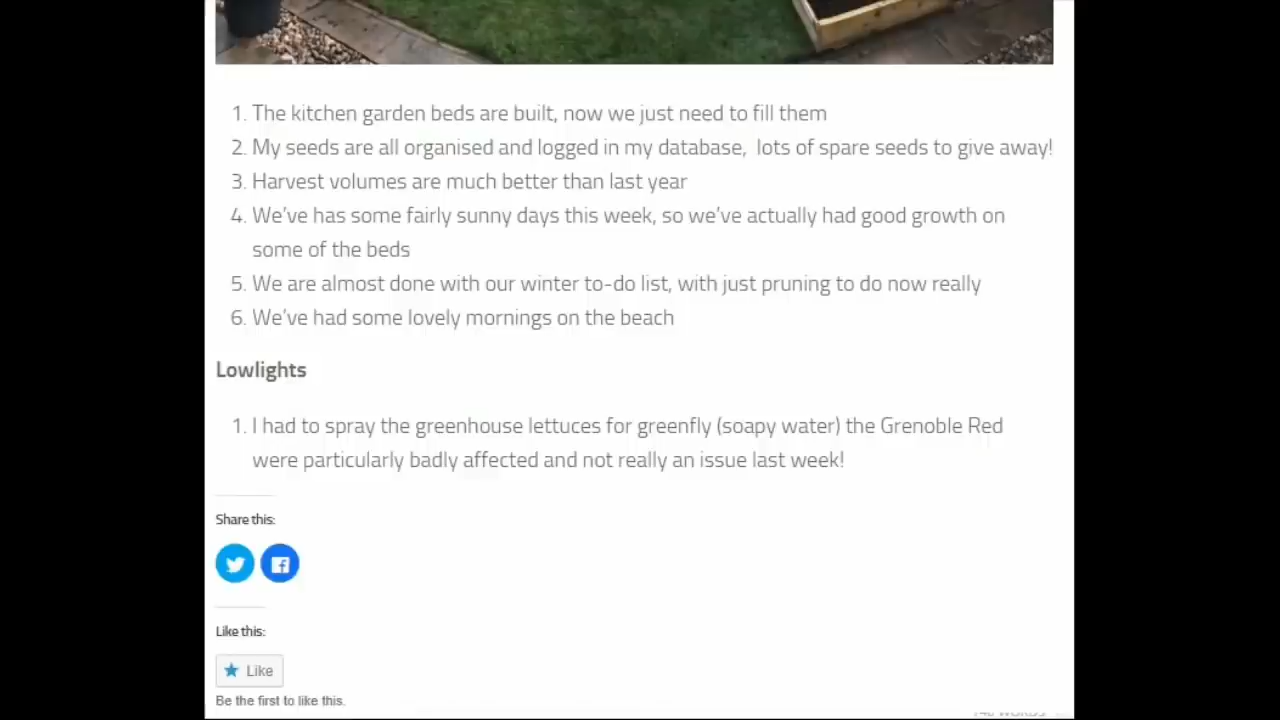 1. The kitchen garden beds are built, now we just need to fill them
2. My seeds are all organised and logged in my database, lots of spare seeds to give away!
3. Harvest volumes are much better than last year
4. We've has some fairly sunny days this week, so we've actually had good growth on
some of the beds
5. We are almost done with our winter to-do list, with just pruning to do now really
6. We've had some lovely mornings on the beach
Lowlights
1. I had to spray the greenhouse lettuces for greenfly (soapy water) the Grenoble Red
were particularly badly affected and not really an issue last week!
Share this:
Like this:
Like
Be the first to like this.